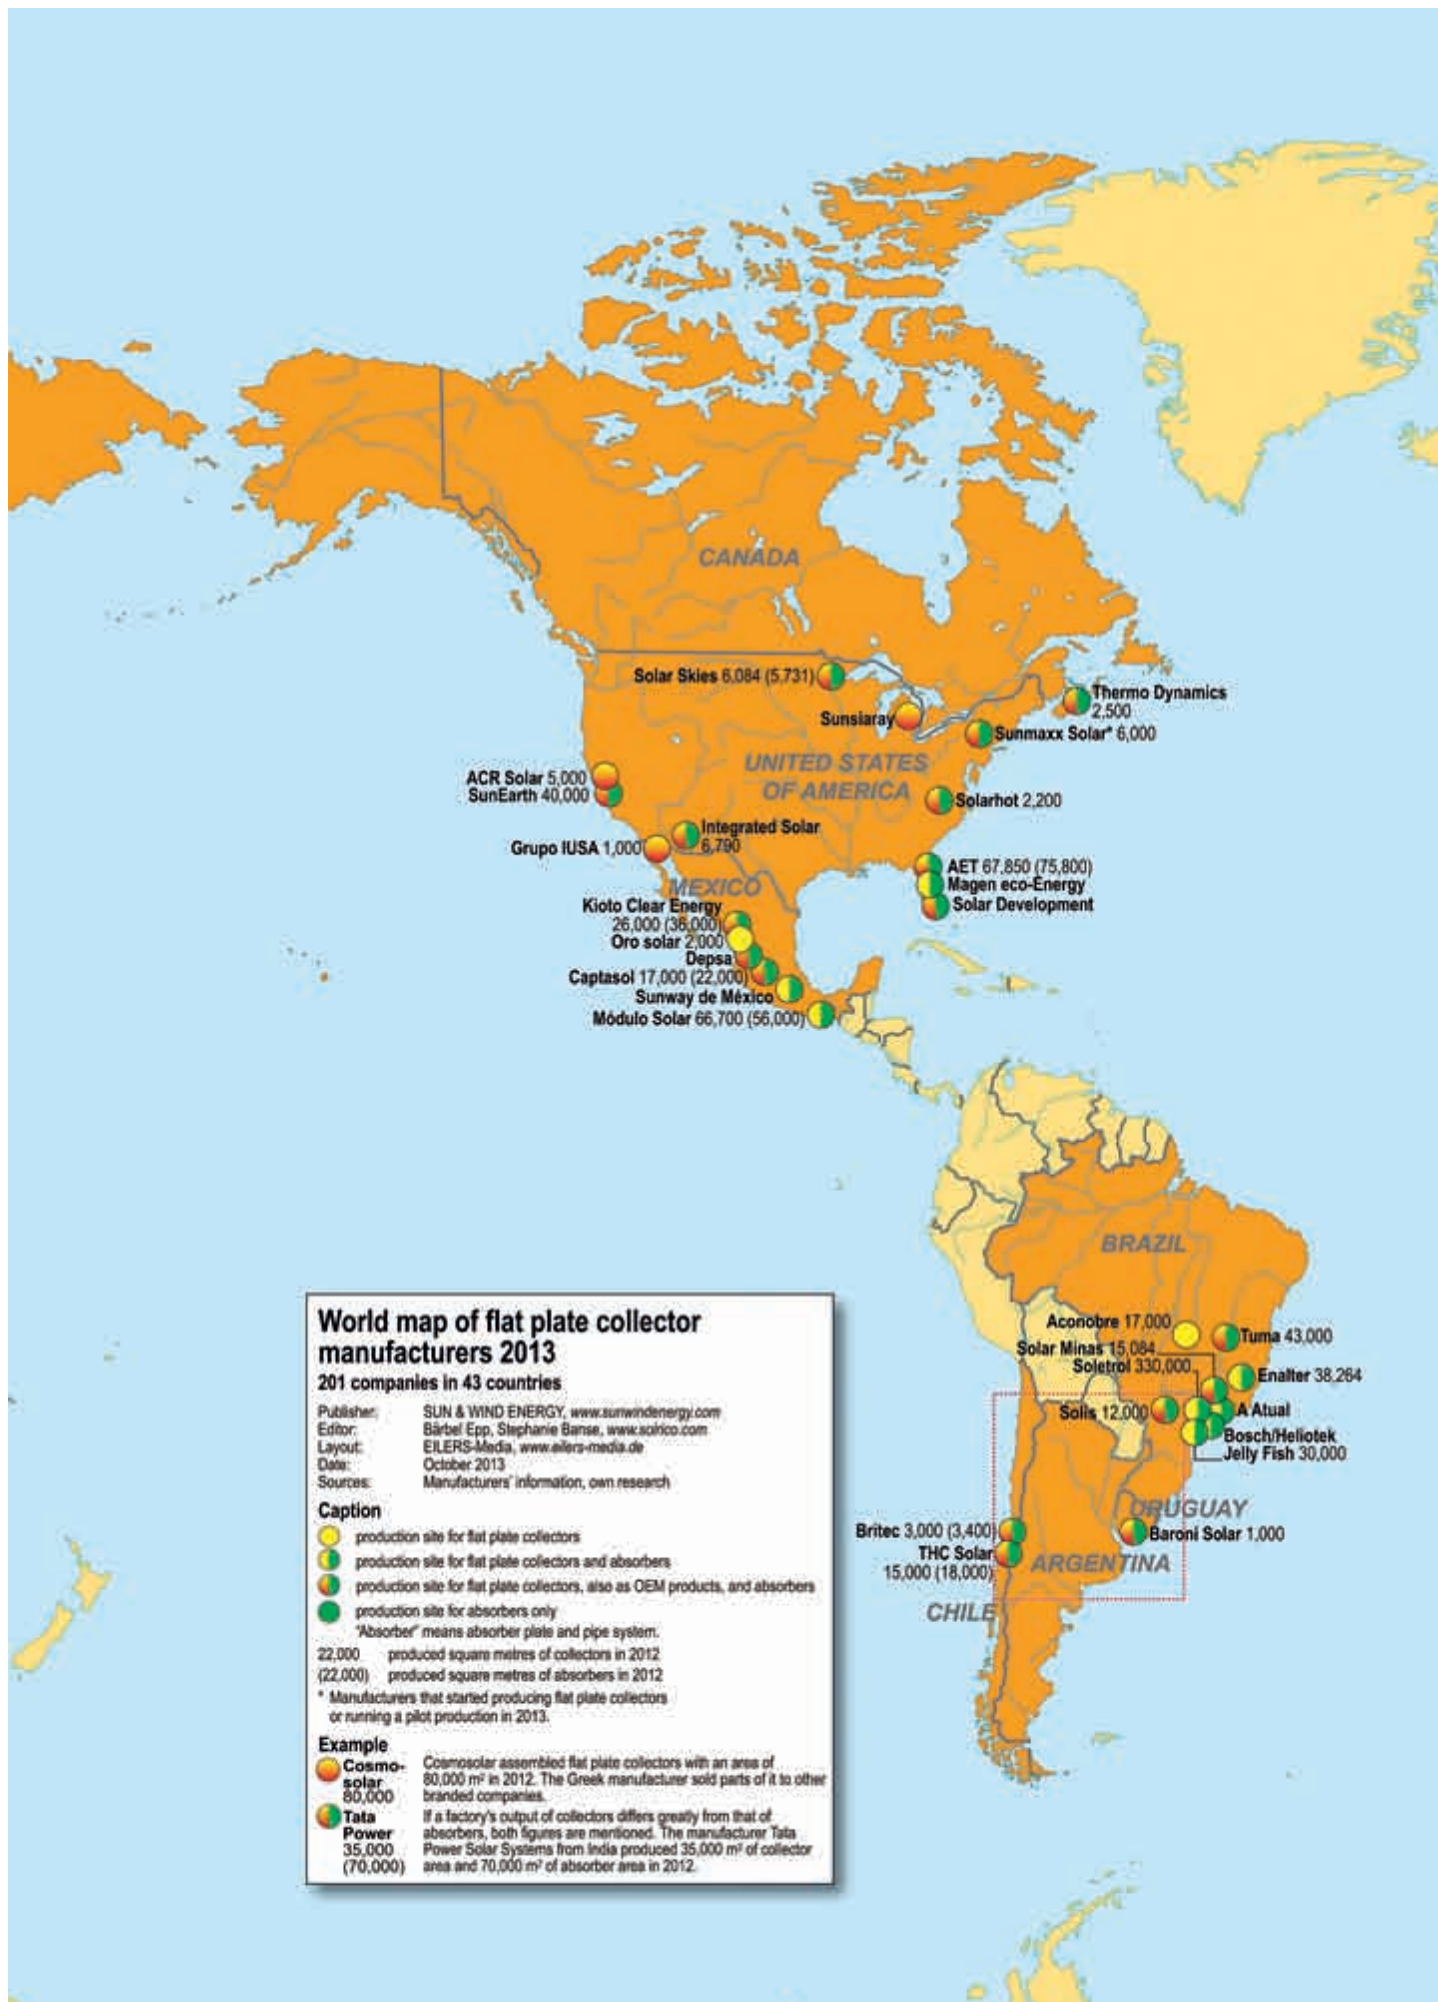 CANADA
Solar Skies 6,084 (5,731)
Thermo Dynamics
2,500
Sunsiaray
Sunmaxx Solar* 6,000
UNITED STATES
OF AMERICA
ACR Solar 5,000
SunEarth 40,000
Solarhot 2,200
Integrated Solar
6,790
Grupo IUSA 1,000
AET 67.850 (75,800)
Magen eco-Energy
Solar Development
MEXICO
Kioto Clear Energy
26,000 (36,000)
Oro solar 2,000
Depsa
Captasol 17,000 (22,000)
Sunway de México
Módulo Solar 66,700 (56,000)
BRAZIL
Aconobre 17,000
Tuma 43,000
Solar Minas 15,084
Soletrol 330,000
Enalter 38.264
Solis 12,000
A Atual
Bosch/Heliotek
Jelly Fish 30,000
URUGUAY
Britec 3,000 (3,400)
Baroni Solar 1,000
THC Solar
15,000 (18,000)
ARGENTINA
CHILE
World map of flat plate collector
manufacturers 2013
201 companies in 43 countries
Publisher: SUN & WIND ENERGY, www.sunwindenergy.com
Editor: Bärbel Epp, Stephanie Banse, www.solrico.com
Layout: EILERS-Media, www.eilers-media.de
Date: October 2013
Sources: Manufacturers' information, own research
Caption
production site for flat plate collectors
production site for flat plate collectors and absorbers
production site for flat plate collectors, also as OEM products, and absorbers
production site for absorbers only
"Absorber" means absorber plate and pipe system.
22,000 produced square metres of collectors in 2012
(22,000) produced square metres of absorbers in 2012
* Manufacturers that started producing flat plate collectors
or running a pilot production in 2013.
Example
Cosmo- Cosmosolar assembled flat plate collectors with an area of
solar 80,000 m² in 2012. The Greek manufacturer sold parts of it to other
80,000 branded companies.
Tata If a factory's output of collectors differs greatly from that of
Power absorbers, both figures are mentioned. The manufacturer Tata
35,000 Power Solar Systems from India produced 35,000 m² of collector
(70,000) area and 70,000 m² of absorber area in 2012.